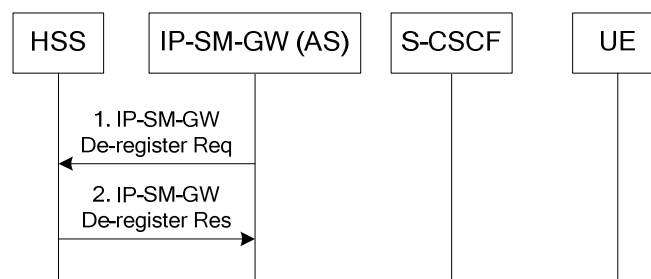 HSS
IP-SM-GW (AS)
S-CSCF
UE
1. IP-SM-GW
De-register Req
2. IP-SM-GW
De-register Res